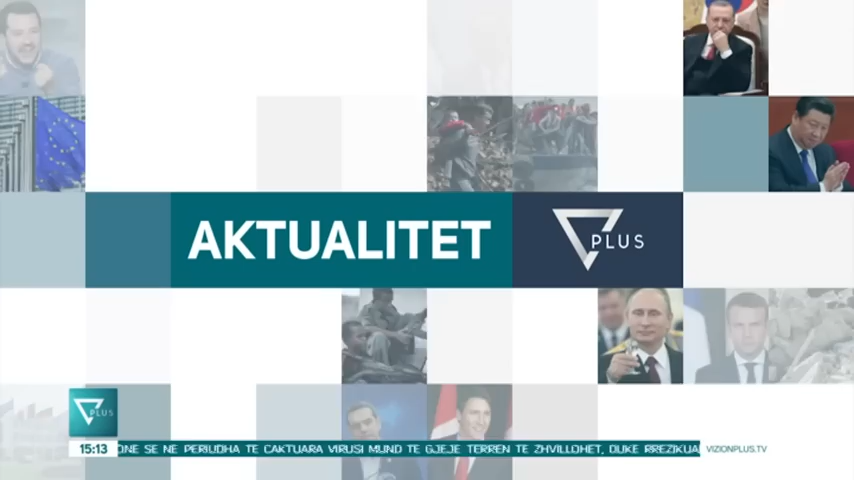 AKTUALITET
PLUS
PLUS
15:13
ONE SE NE PERIUDHA TE CAKTUARA VIRUSI MUND TE GJEJE TERREN TE ZHVILLOHET, DUKE RREZIKUA
VIZIONPLUS.TV